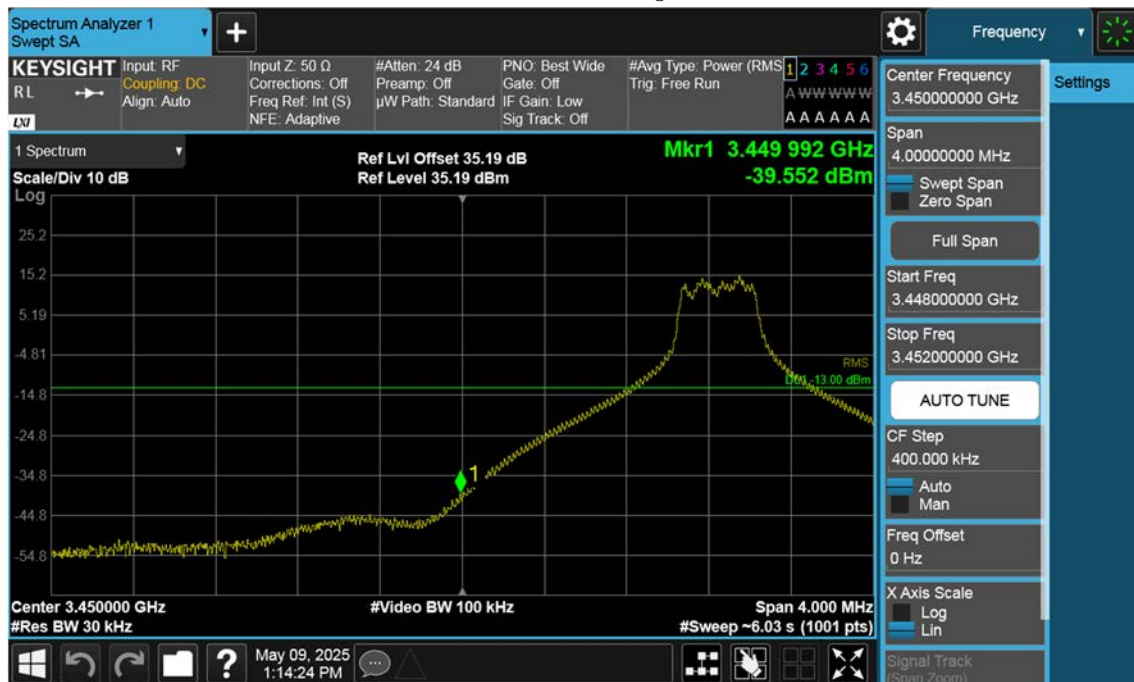 Spectrum Analyzer 1
Swept SA
+
Frequency
KEYSIGHT
RL
LXI
Input: RF
Coupling: DC
Align: Auto
Input Z: 50 Ω
Corrections: Off
Freq Ref: Int (S)
NFE: Adaptive
#Atten: 24 dB
Preamp: Off
µW Path: Standard
PNO: Best Wide
Gate: Off
IF Gain: Low
Sig Track: Off
#Avg Type: Power (RMS
Trig: Free Run
1 2 3 4 5 6
A W W W W W
A A A A A A
1 Spectrum
Scale/Div 10 dB
Ref Lvl Offset 35.19 dB
Ref Level 35.19 dBm
Mkr1 3.449 992 GHz
-39.552 dBm
Log
25.2
15.2
5.19
-4.81
-14.8
-24.8
-34.8
-44.8
-54.8
RMS
DL1 -13.00 dBm
1
Center 3.450000 GHz
#Res BW 30 kHz
#Video BW 100 kHz
Span 4.000 MHz
#Sweep ~6.03 s (1001 pts)
Center Frequency
3.450000000 GHz
Span
4.00000000 MHz
Swept Span
Zero Span
Full Span
Start Freq
3.448000000 GHz
Stop Freq
3.452000000 GHz
AUTO TUNE
CF Step
400.000 kHz
Auto
Man
Freq Offset
0 Hz
X Axis Scale
Log
Lin
Signal Track
(Span Zoom)
Settings
?
May 09, 2025
1:14:24 PM